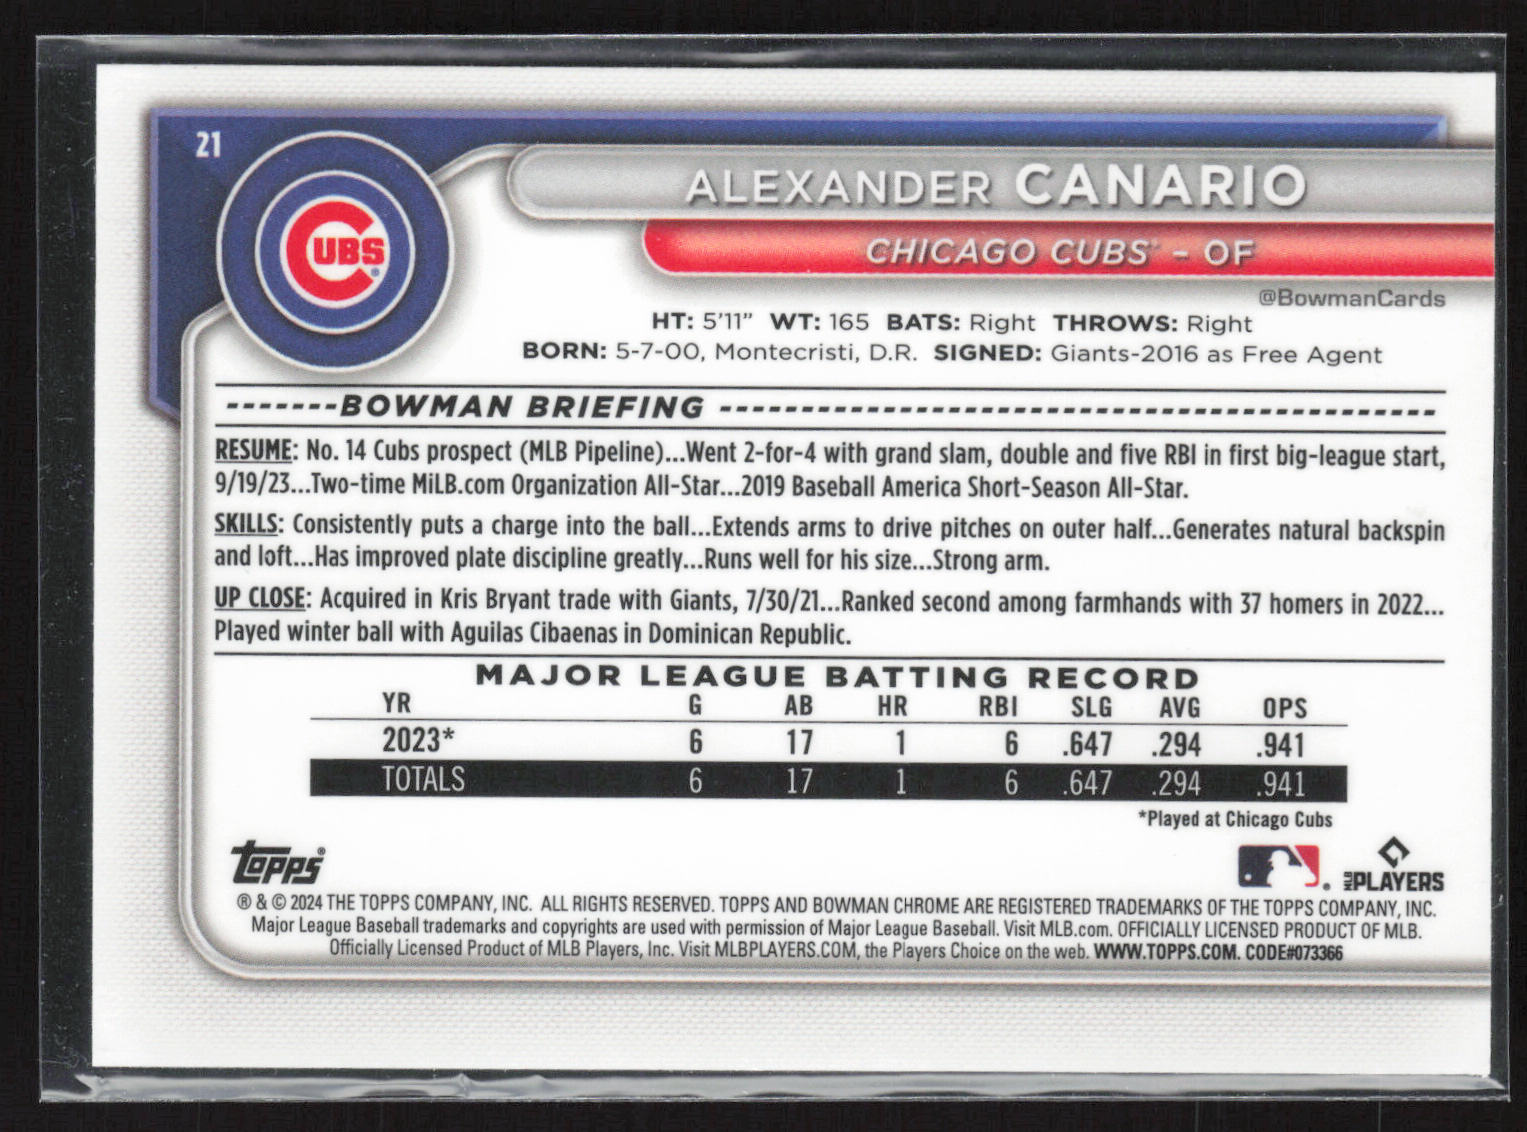 21
CUBS
ALEXANDER CANARIO
CHICAGO CUBS - OF
@BowmanCards
HT: 5'11" WT: 165 BATS: Right THROWS: Right
BORN: 5-7-00, Montecristi, D.R. SIGNED: Giants-2016 as Free Agent
-------BOWMAN BRIEFING --------------------------------------------
RESUME: No. 14 Cubs prospect (MLB Pipeline)...Went 2-for-4 with grand slam, double and five RBI in first big-league start,
9/19/23...Two-time MiLB.com Organization All-Star...2019 Baseball America Short-Season All-Star.
SKILLS: Consistently puts a charge into the ball...Extends arms to drive pitches on outer half...Generates natural backspin
and loft...Has improved plate discipline greatly...Runs well for his size...Strong arm.
UP CLOSE: Acquired in Kris Bryant trade with Giants, 7/30/21...Ranked second among farmhands with 37 homers in 2022...
Played winter ball with Aguilas Cibaenas in Dominican Republic.
MAJOR LEAGUE BATTING RECORD
YR G AB HR RBI SLG AVG OPS
2023* 6 17 1 6 .647 .294 .941
TOTALS 6 17 1 6 .647 .294 .941
*Played at Chicago Cubs
Topps®
MLB PLAYERS
® & © 2024 THE TOPPS COMPANY, INC. ALL RIGHTS RESERVED. TOPPS AND BOWMAN CHROME ARE REGISTERED TRADEMARKS OF THE TOPPS COMPANY, INC.
Major League Baseball trademarks and copyrights are used with permission of Major League Baseball. Visit MLB.com. OFFICIALLY LICENSED PRODUCT OF MLB.
Officially Licensed Product of MLB Players, Inc. Visit MLBPLAYERS.COM, the Players Choice on the web. WWW.TOPPS.COM. CODE#073366